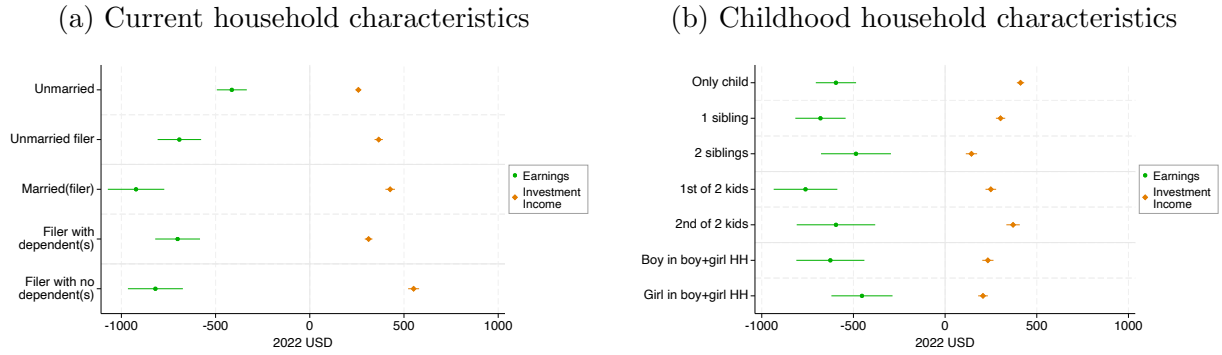 (a) Current household characteristics
Unmarried
Unmarried filer
Married(filer)
Filer with
dependent(s)
Filer with no
dependent(s)
-1000 -500 0 500 1000
2022 USD
Earnings
Investment
Income
(b) Childhood household characteristics
Only child
1 sibling
2 siblings
1st of 2 kids
2nd of 2 kids
Boy in boy+girl HH
Girl in boy+girl HH
-1000 -500 0 500 1000
2022 USD
Earnings
Investment
Income